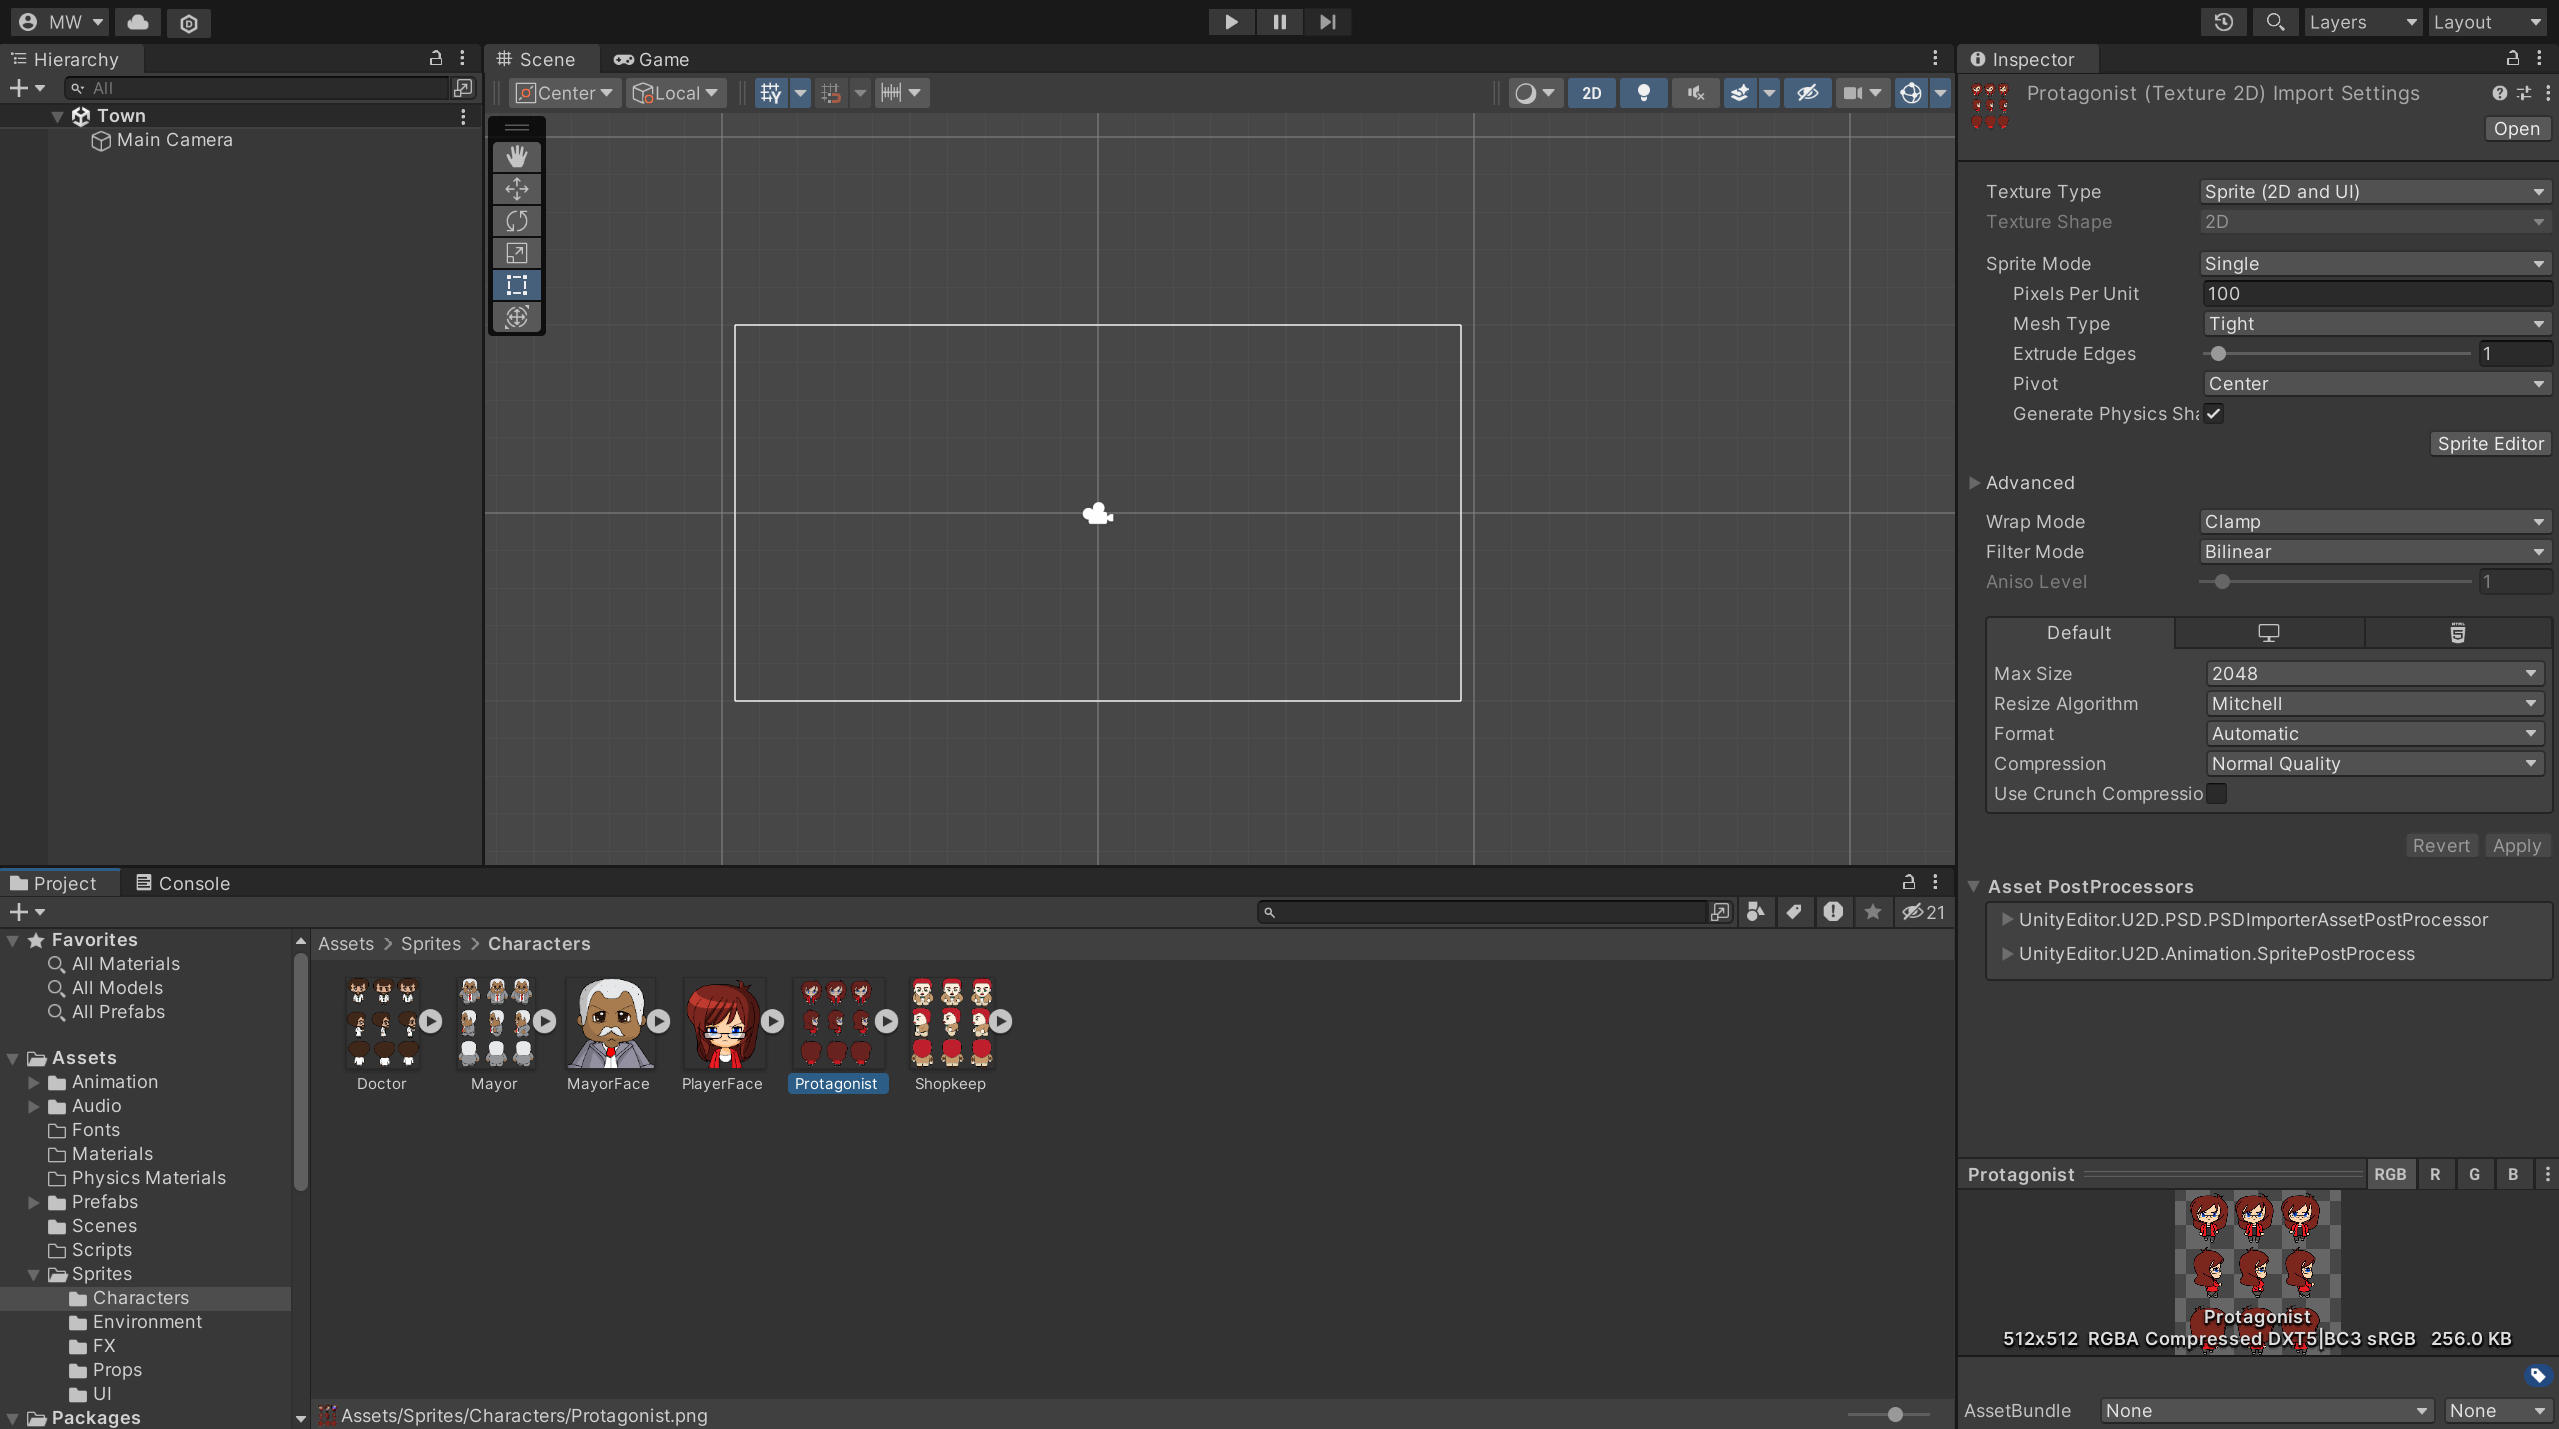 MW
Layers
Layout
Hierarchy
All
Town
Main Camera
Scene
Game
Center
Local
2D
Inspector
Protagonist (Texture 2D) Import Settings
Open
Texture Type
Sprite (2D and UI)
Texture Shape
2D
Sprite Mode
Single
Pixels Per Unit
100
Mesh Type
Tight
Extrude Edges
1
Pivot
Center
Generate Physics Sha
Sprite Editor
Advanced
Wrap Mode
Clamp
Filter Mode
Bilinear
Aniso Level
1
Default
Max Size
2048
Resize Algorithm
Mitchell
Format
Automatic
Compression
Normal Quality
Use Crunch Compressio
Revert
Apply
Asset PostProcessors
UnityEditor.U2D.PSD.PSDImporterAssetPostProcessor
UnityEditor.U2D.Animation.SpritePostProcess
Project
Console
21
Favorites
All Materials
All Models
All Prefabs
Assets
Animation
Audio
Fonts
Materials
Physics Materials
Prefabs
Scenes
Scripts
Sprites
Characters
Environment
FX
Props
UI
Packages
Assets > Sprites > Characters
Doctor
Mayor
MayorFace
PlayerFace
Protagonist
Shopkeep
Assets/Sprites/Characters/Protagonist.png
Protagonist
RGB
R
G
B
Protagonist
512x512 RGBA Compressed DXT5|BC3 sRGB 256.0 KB
AssetBundle
None
None